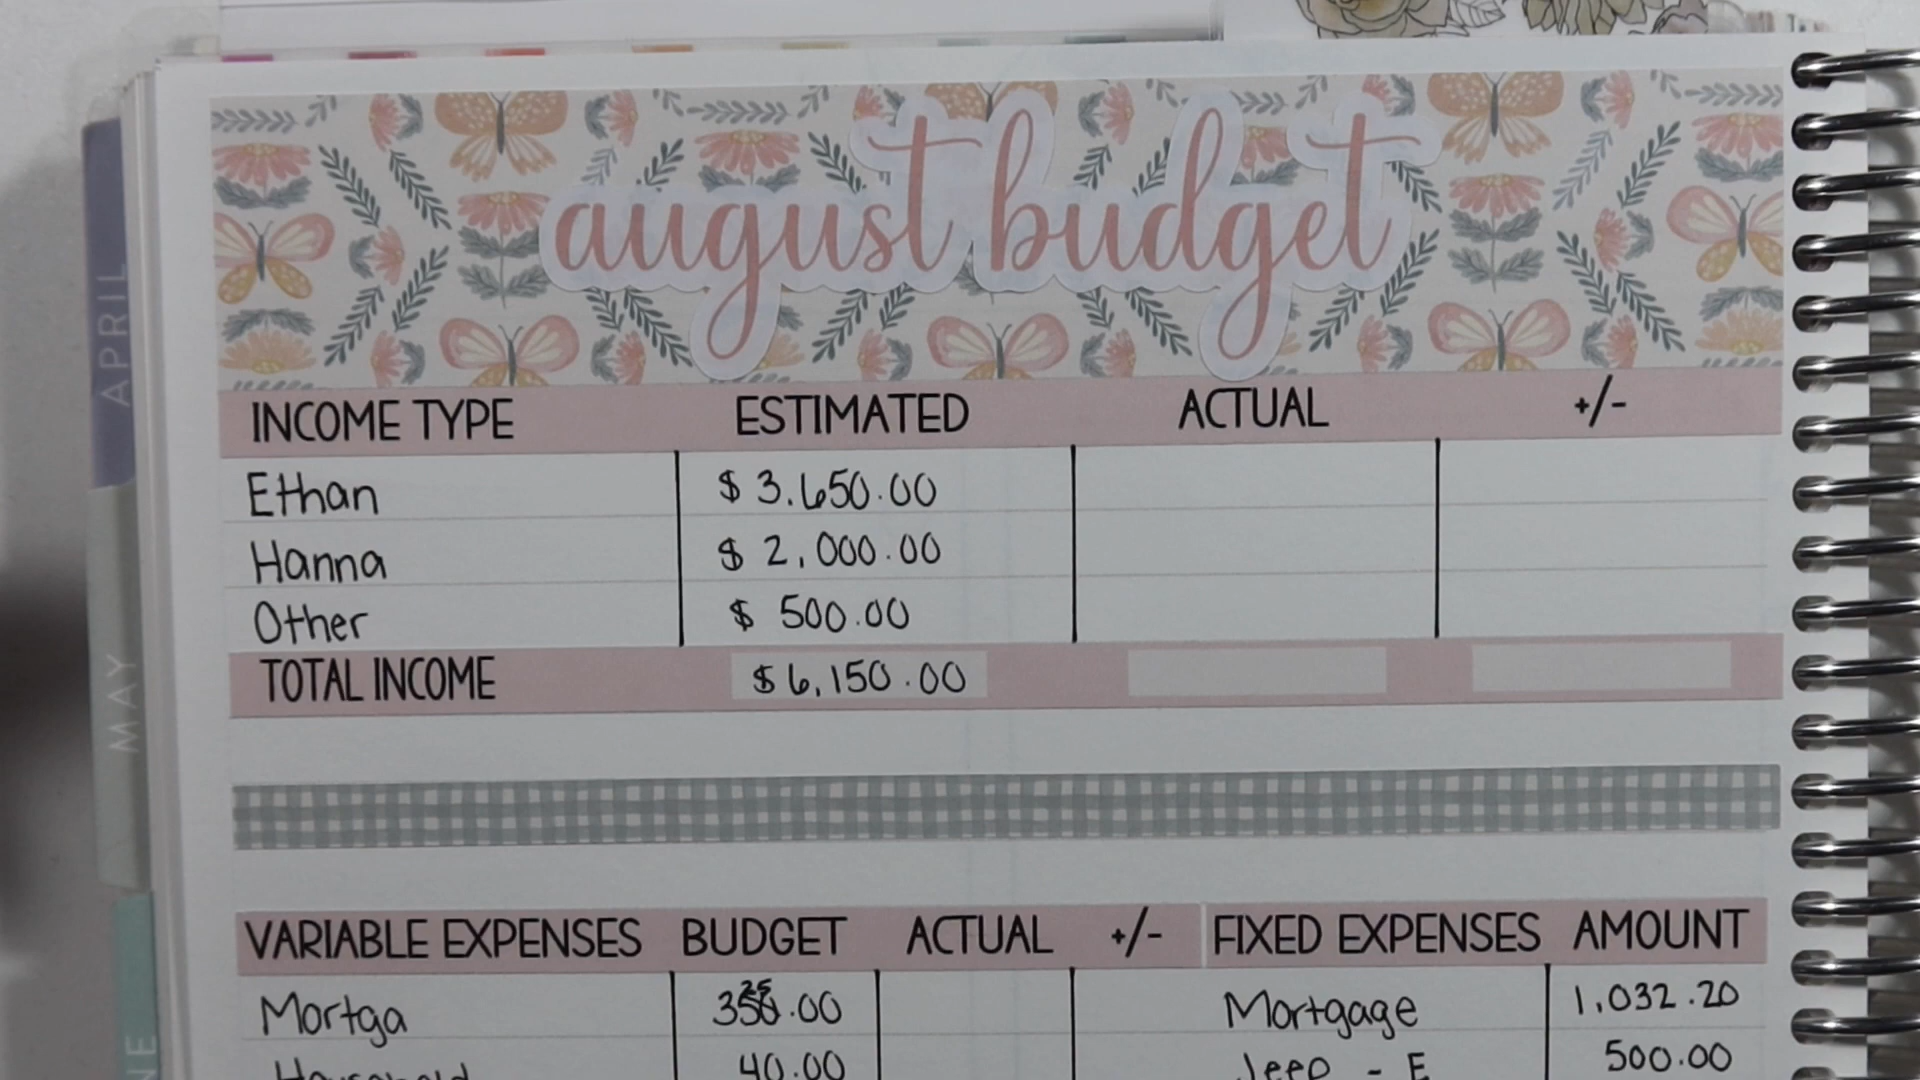 august budget
INCOME TYPE ESTIMATED ACTUAL +/-
Ethan $ 3.650.00
Hanna $ 2,000.00
Other $ 500.00
TOTAL INCOME $6,150.00
VARIABLE EXPENSES BUDGET ACTUAL +/- FIXED EXPENSES AMOUNT
Mortga .00 Mortgage 1,032.20
Household 40.00 Jeep - E 500.00
APRIL
MAY